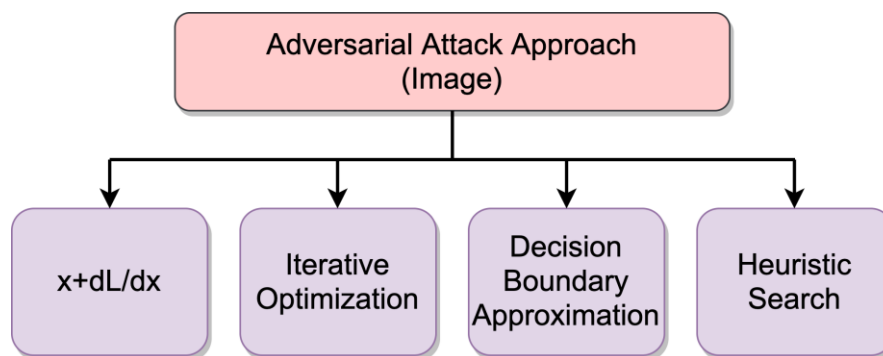 Adversarial Attack Approach
(Image)
x+dL/dx
Iterative
Optimization
Decision
Boundary
Approximation
Heuristic
Search